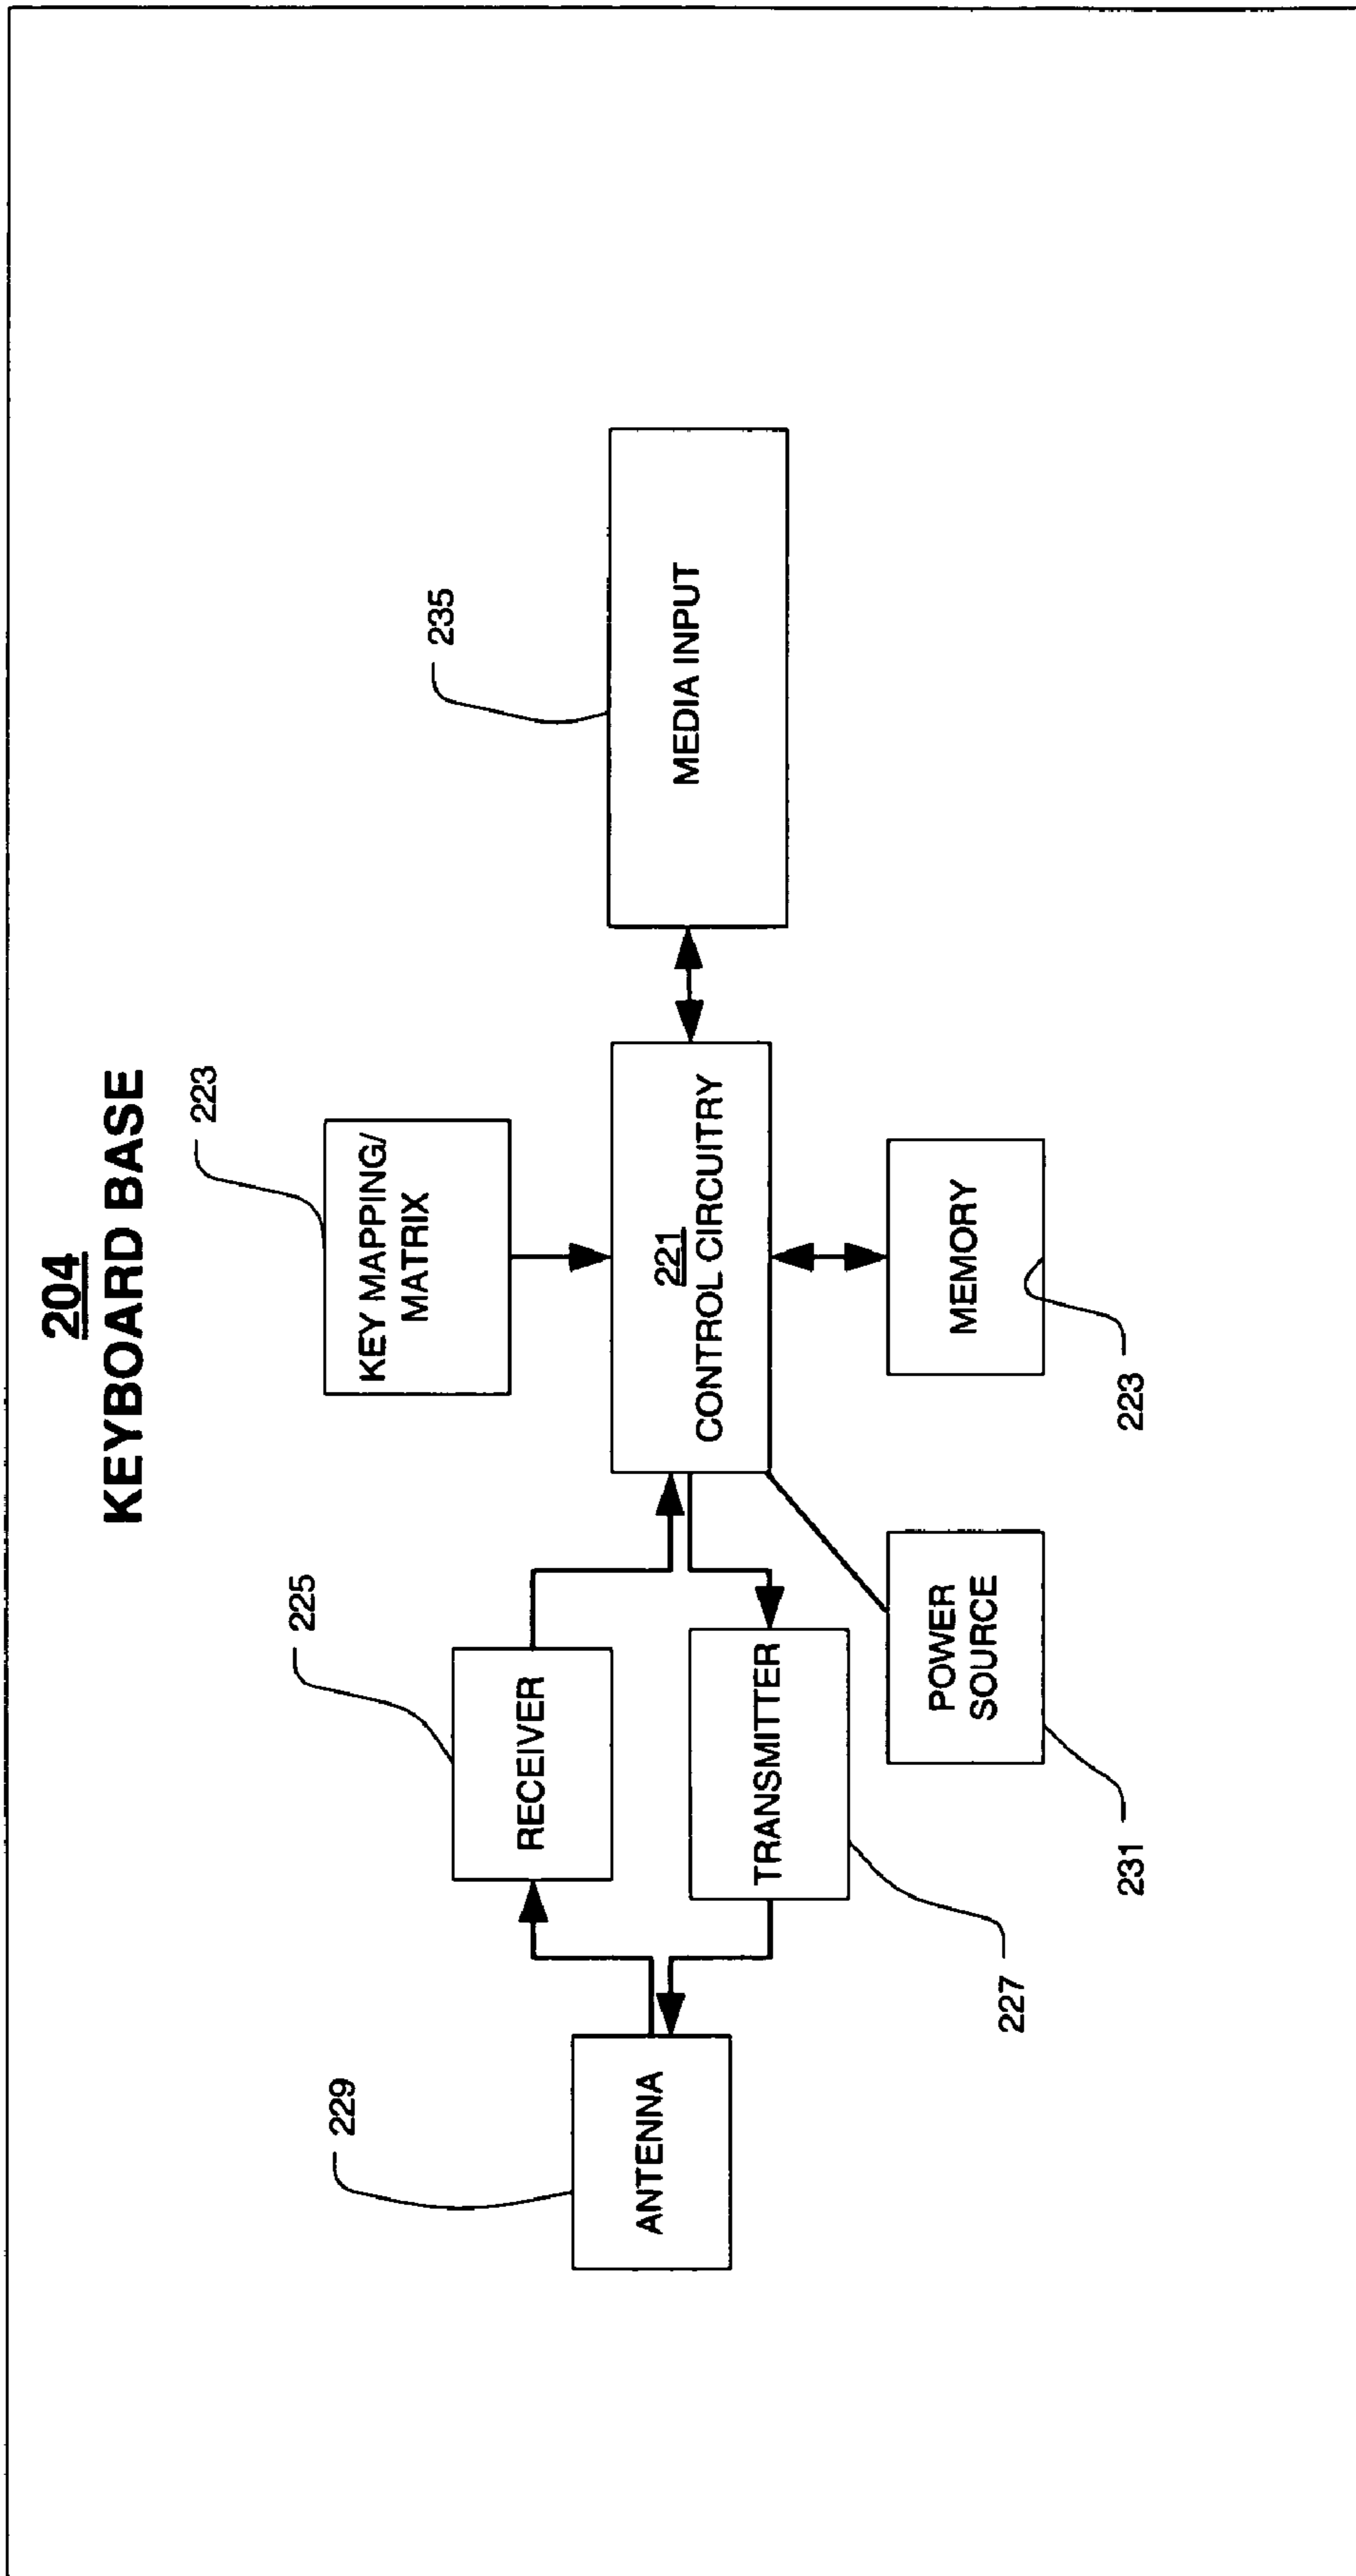 204
KEYBOARD BASE
223
KEY MAPPING/
MATRIX
229
ANTENNA
225
RECEIVER
221
CONTROL CIRCUITRY
235
MEDIA INPUT
TRANSMITTER
227
POWER
SOURCE
231
MEMORY
223